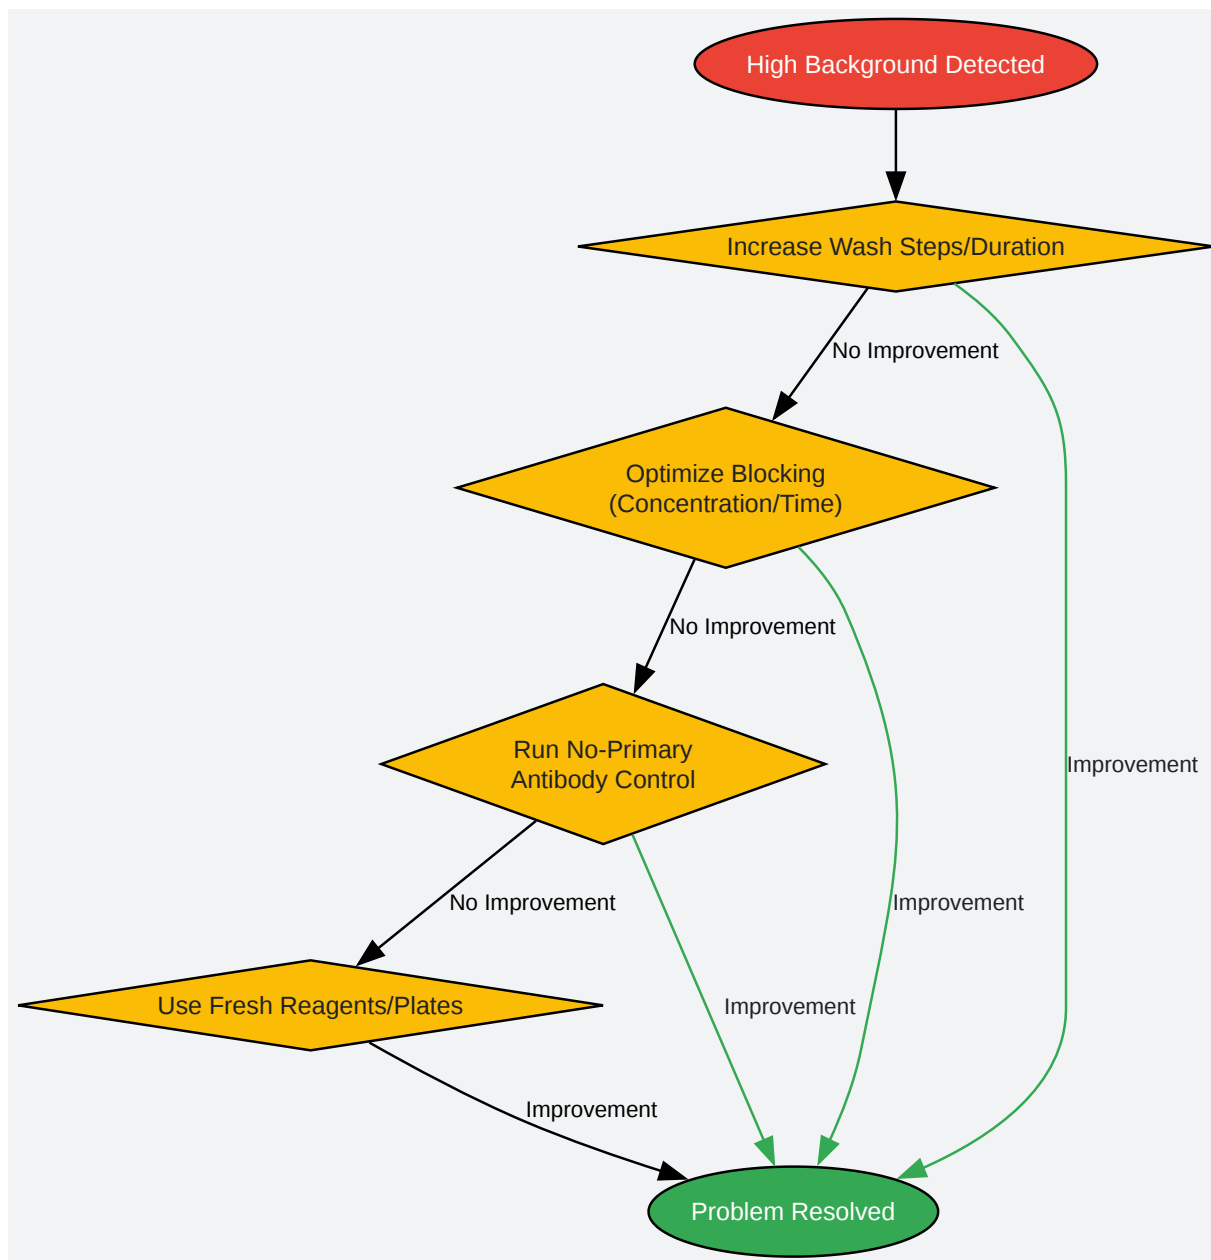 High Background Detected
Increase Wash Steps/Duration
No Improvement
Optimize Blocking
(Concentration/Time)
No Improvement
Run No-Primary
Antibody Control
Improvement
No Improvement
Improvement
Use Fresh Reagents/Plates
Improvement
Improvement
Problem Resolved